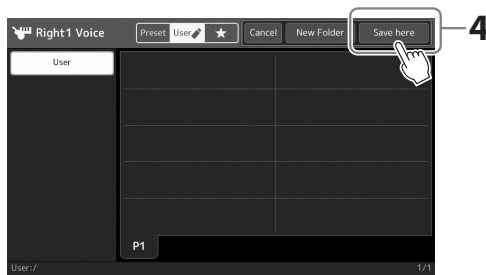 Right1 Voice Preset User ★ Cancel New Folder Save here 4
User
P1
User:/ 1/1